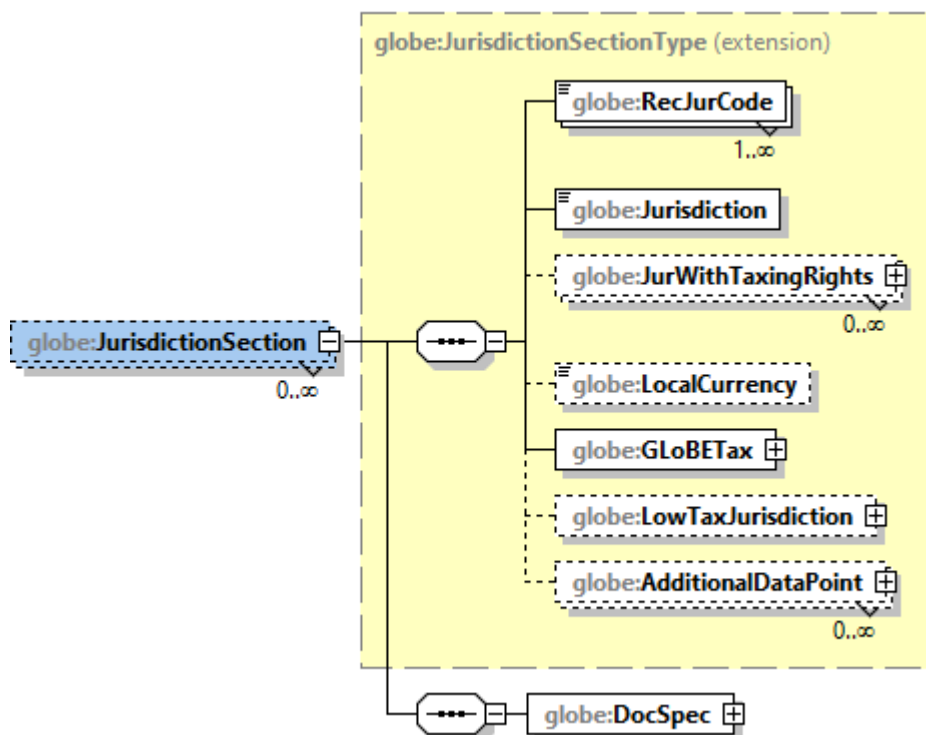 globe:JurisdictionSectionType (extension)
globe:RecJurCode
1..∞
globe:Jurisdiction
globe:JurWithTaxingRights
0..∞
globe:JurisdictionSection
0..∞
globe:LocalCurrency
globe:GLoBETax
globe:LowTaxJurisdiction
globe:AdditionalDataPoint
0..∞
globe:DocSpec